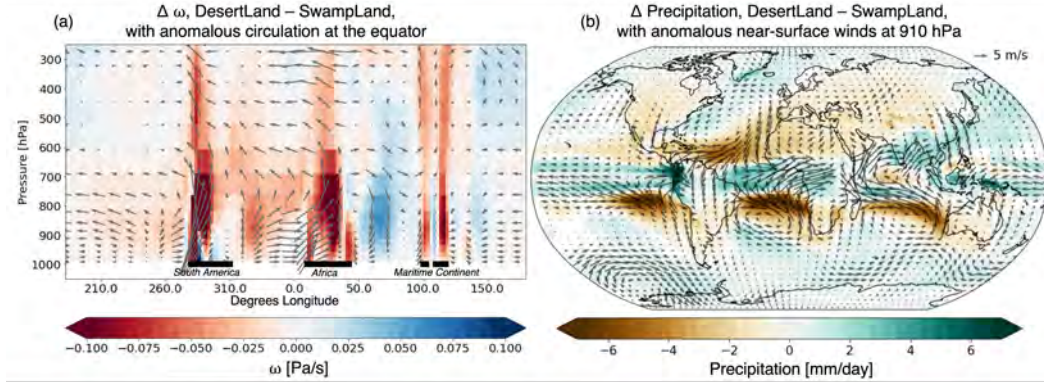 (a) Δ ω, DesertLand – SwampLand,
with anomalous circulation at the equator
300
400
500
600
700
800
900
1000
Pressure [hPa]
South America
Africa
Maritime Continent
210.0 260.0 310.0 0.0 50.0 100.0 150.0
Degrees Longitude
−0.100 −0.075 −0.050 −0.025 0.000 0.025 0.050 0.075 0.100
ω [Pa/s]
(b) Δ Precipitation, DesertLand – SwampLand,
with anomalous near-surface winds at 910 hPa
5 m/s
−6 −4 −2 0 2 4 6
Precipitation [mm/day]